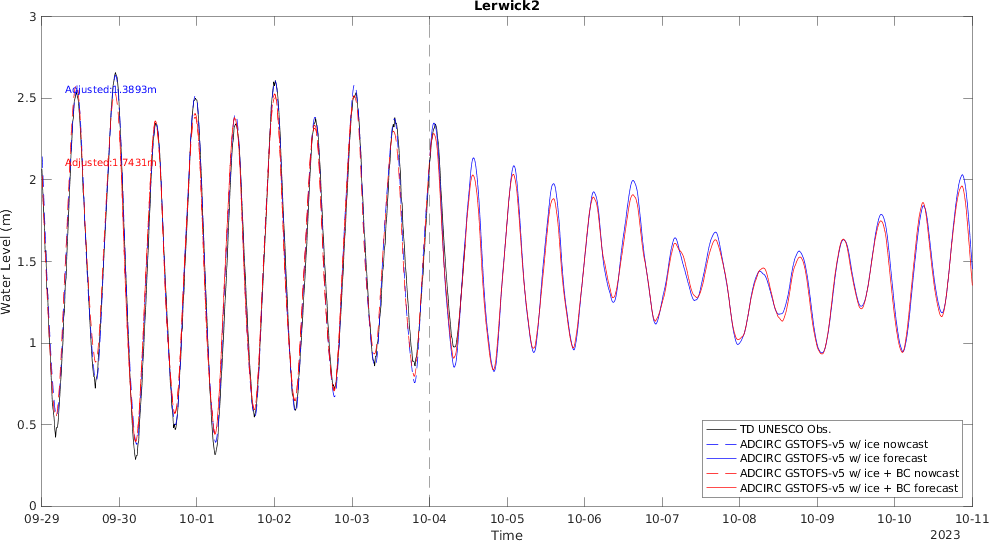 Lerwick2
3
2.5
2
1.5
1
0.5
0
Water Level (m)
Adjusted:1.3893m
Adjusted:1.7431m
TD UNESCO Obs.
ADCIRC GSTOFS-v5 w/ ice nowcast
ADCIRC GSTOFS-v5 w/ ice forecast
ADCIRC GSTOFS-v5 w/ ice + BC nowcast
ADCIRC GSTOFS-v5 w/ ice + BC forecast
09-29 09-30 10-01 10-02 10-03 10-04 10-05 10-06 10-07 10-08 10-09 10-10 10-11
Time
2023